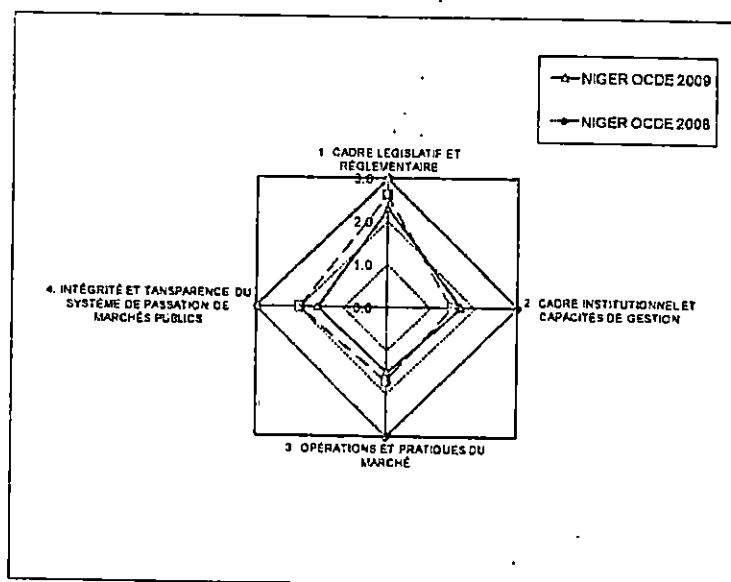 NIGER OCDE 2009
NIGER OCDE 2008
1. CADRE LEGISLATIF ET
RÉGLEMENTAIRE
3.0
2.0
1.0
0.0
4. INTÉGRITÉ ET TANSPARENCE DU
SYSTÈME DE PASSATION DE
MARCHÉS PUBLICS
2 CADRE INSTITUTIONNEL ET
CAPACITÉS DE GESTION
3 OPÉRATIONS ET PRATIQUES DU
MARCHÉ